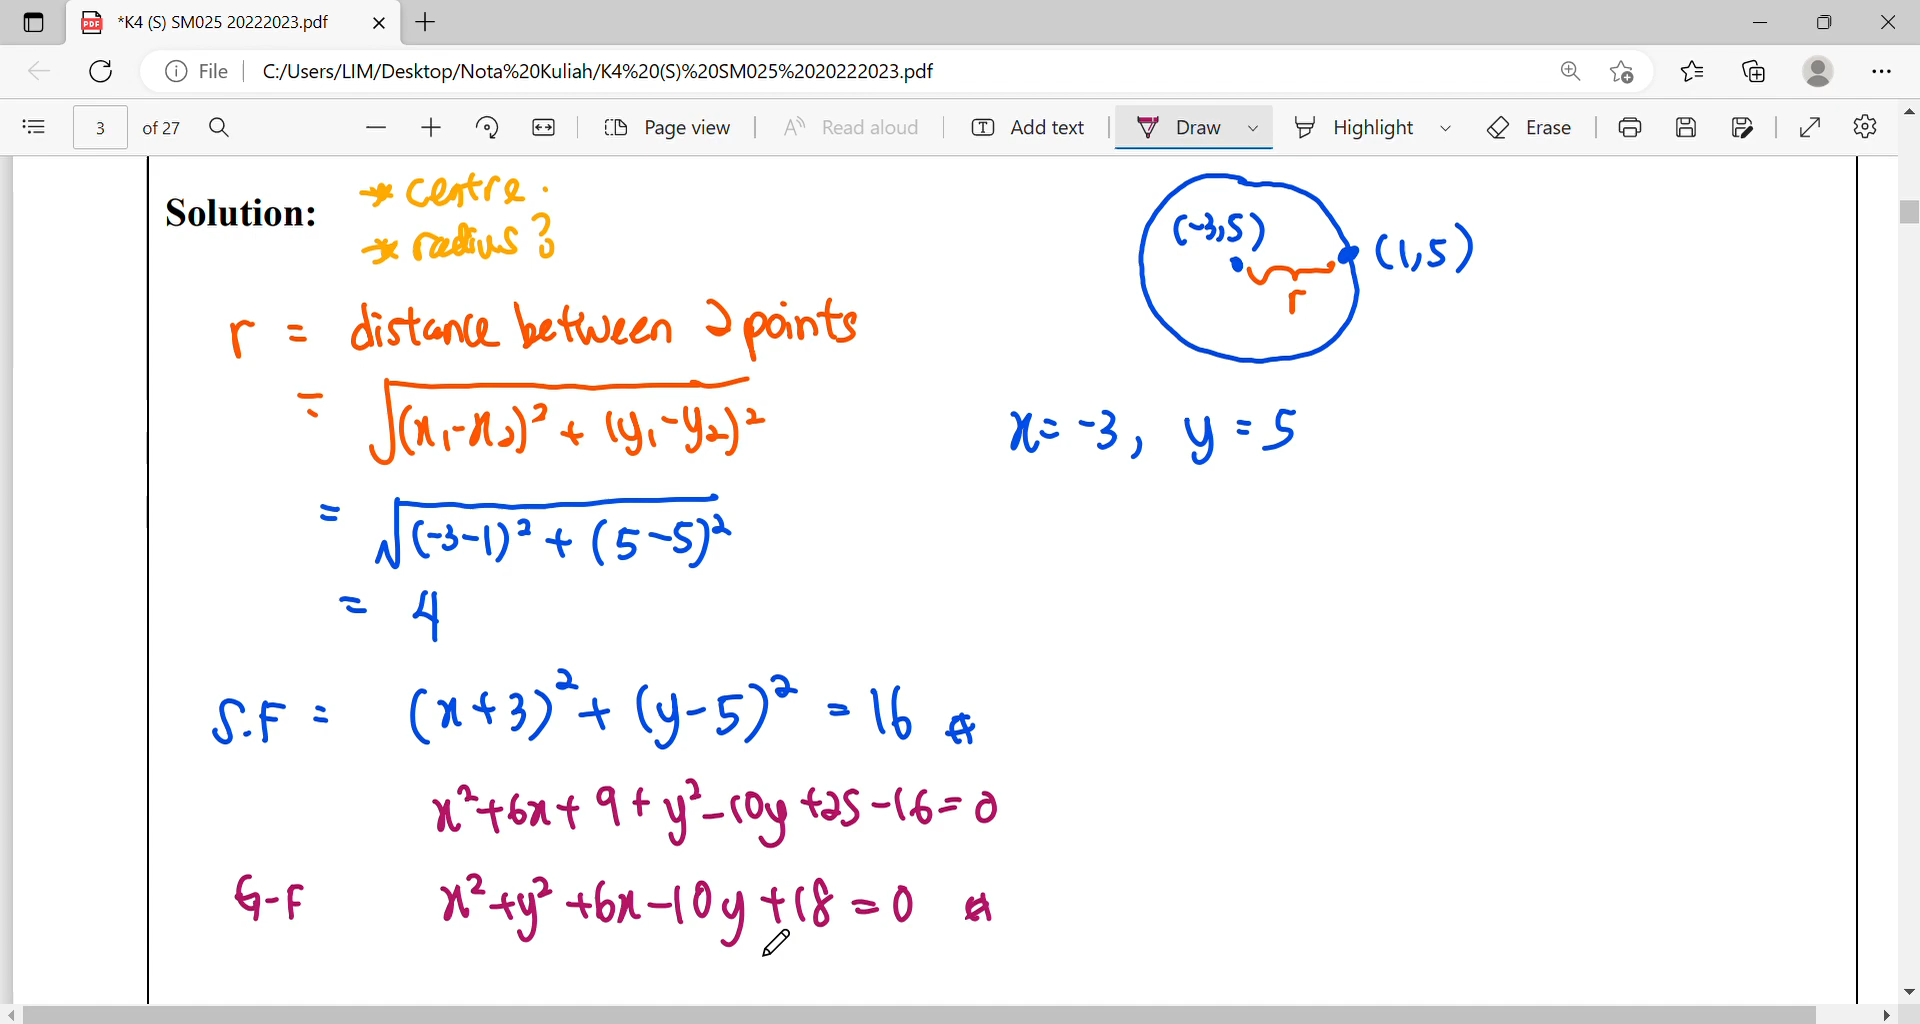 *K4 (S) SM025 20222023.pdf
File C:/Users/LIM/Desktop/Nota%20Kuliah/K4%20(S)%20SM025%2020222023.pdf
3 of 27 Page view Read aloud Add text Draw Highlight Erase
Solution:
* centre.
* radius?
(-3,5)
(1,5)
r
r = distance between 2 points
= √(x₁-x₂)² + (y₁-y₂)²
x = -3, y = 5
= √(-3-1)² + (5-5)²
= 4
S.F = (x+3)² + (y-5)² = 16 #
x²+6x+9+y²-10y+25-16=0
G-F x²+y²+6x-10y+18=0 #